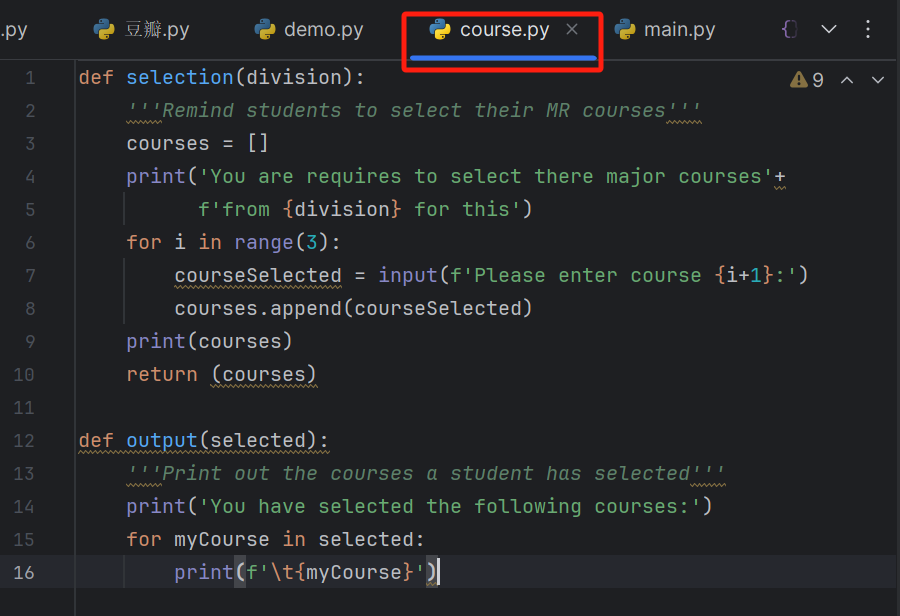 .py 豆瓣.py demo.py course.py × main.py {}
9
1 def selection(division):
2 '''Remind students to select their MR courses'''
3 courses = []
4 print('You are requires to select there major courses'+
5 f'from {division} for this')
6 for i in range(3):
7 courseSelected = input(f'Please enter course {i+1}:')
8 courses.append(courseSelected)
9 print(courses)
10 return (courses)
11
12 def output(selected):
13 '''Print out the courses a student has selected'''
14 print('You have selected the following courses:')
15 for myCourse in selected:
16 print(f'\t{myCourse}')